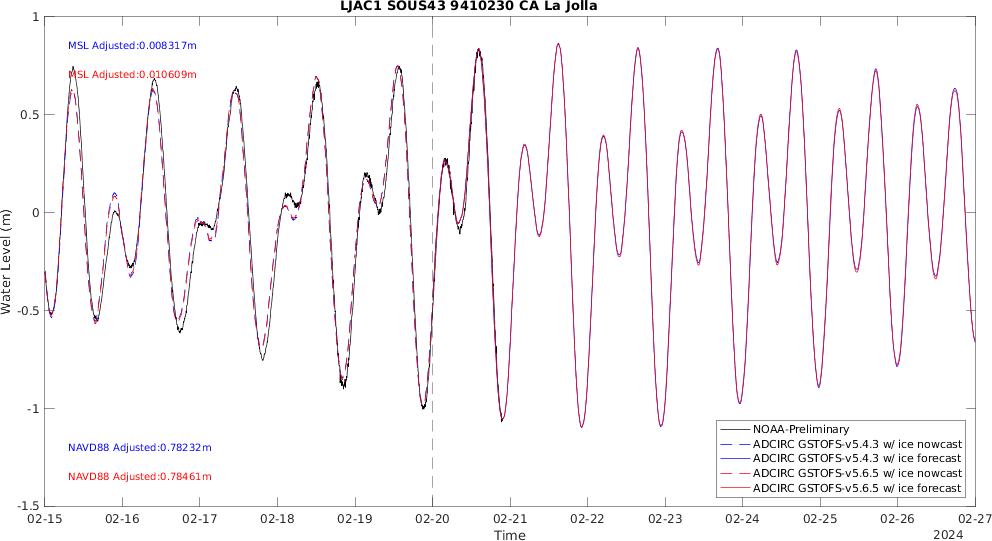 LJAC1 SOUS43 9410230 CA La Jolla
1
MSL Adjusted:0.008317m
MSL Adjusted:0.010609m
0.5
0
Water Level (m)
-0.5
-1
NAVD88 Adjusted:0.78232m
NAVD88 Adjusted:0.78461m
NOAA-Preliminary
ADCIRC GSTOFS-v5.4.3 w/ ice nowcast
ADCIRC GSTOFS-v5.4.3 w/ ice forecast
ADCIRC GSTOFS-v5.6.5 w/ ice nowcast
ADCIRC GSTOFS-v5.6.5 w/ ice forecast
-1.5
02-15 02-16 02-17 02-18 02-19 02-20 02-21 02-22 02-23 02-24 02-25 02-26 02-27
Time
2024